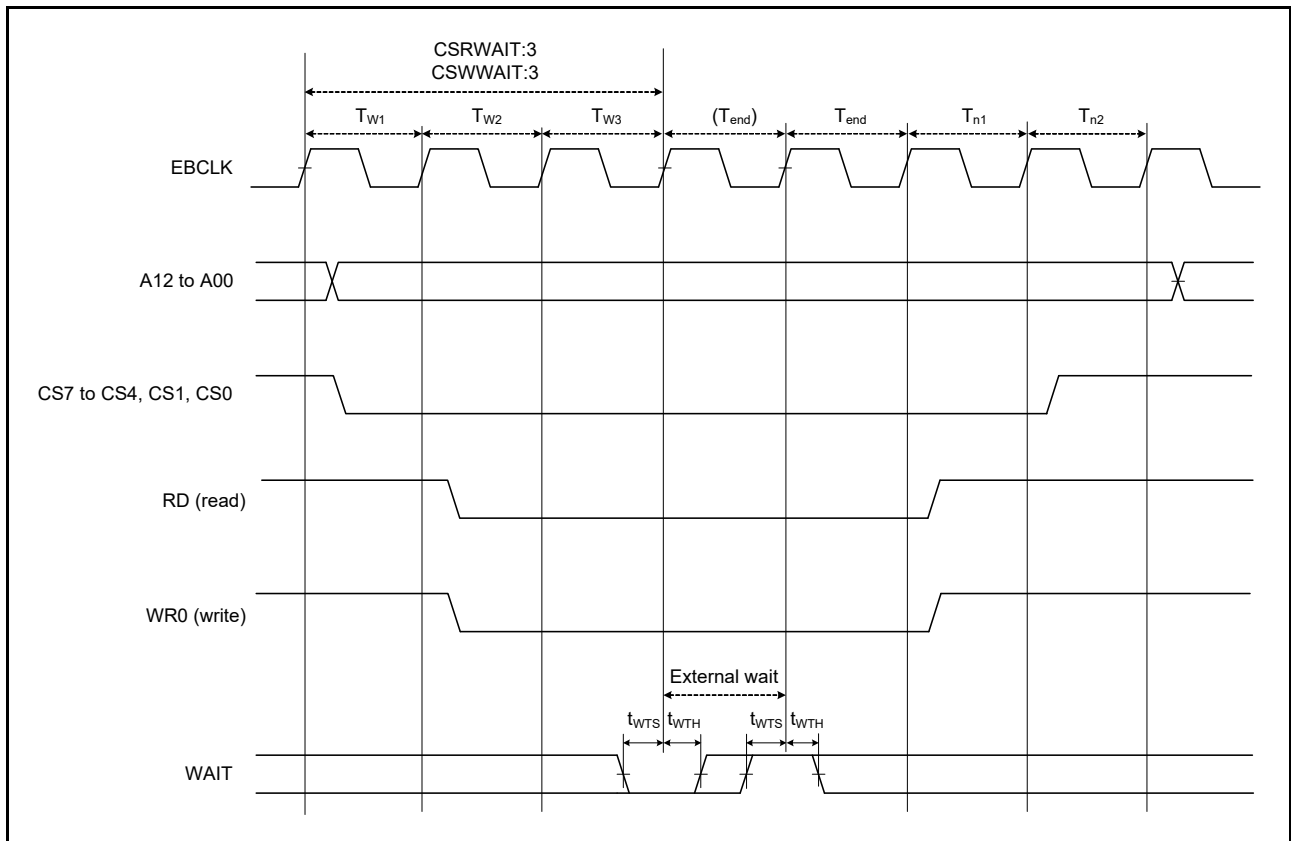 CSRWAIT:3
CSWWAIT:3
TW1 TW2 TW3 (Tend) Tend Tn1 Tn2
EBCLK
A12 to A00
CS7 to CS4, CS1, CS0
RD (read)
WR0 (write)
External wait
tWTS tWTH tWTS tWTH
WAIT